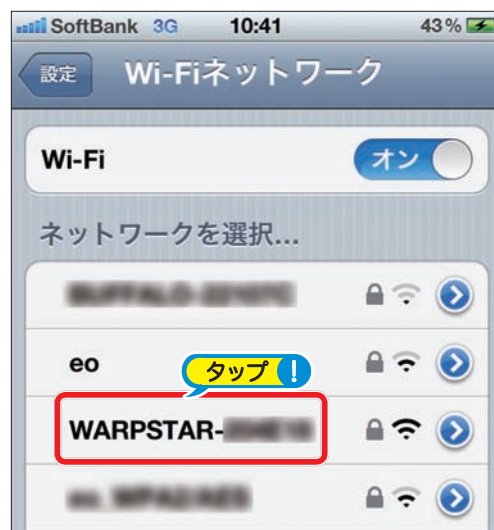 SoftBank 3G 10:41 43%
設定 Wi-Fiネットワーク
Wi-Fi オン
ネットワークを選択...
eo
タップ!
WARPSTAR-